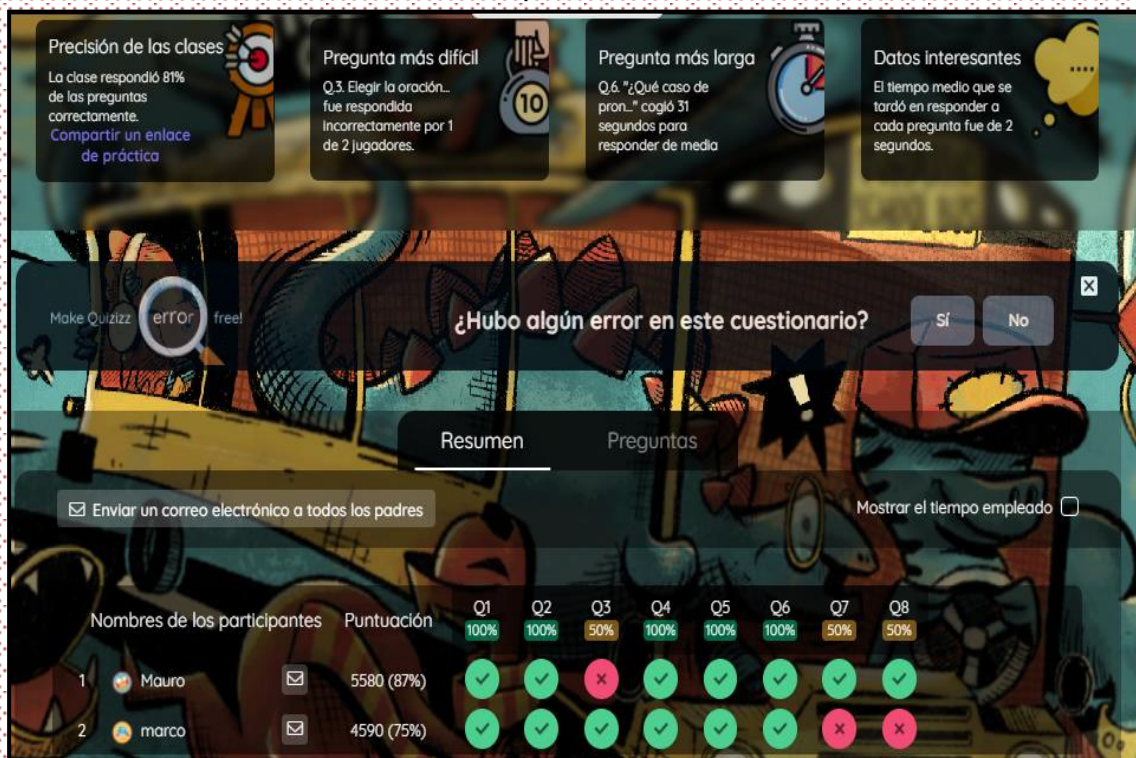 Precisión de las clases
La clase respondió 81%
de las preguntas
correctamente.
Compartir un enlace
de práctica
Pregunta más difícil
Q.3. Elegir la oración...
fue respondida
incorrectamente por 1
de 2 jugadores.
10
Pregunta más larga
Q.6. "¿Qué caso de
pron..." cogió 31
segundos para
responder de media
Datos interesantes
El tiempo medio que se
tardó en responder a
cada pregunta fue de 2
segundos.
Make Quizizz error free!
¿Hubo algún error en este cuestionario?
Sí No
Resumen Preguntas
Enviar un correo electrónico a todos los padres
Mostrar el tiempo empleado
Nombres de los participantes Puntuación Q1 Q2 Q3 Q4 Q5 Q6 Q7 Q8
100% 100% 50% 100% 100% 100% 50% 50%
1 Mauro 5580 (87%)
2 marco 4590 (75%)